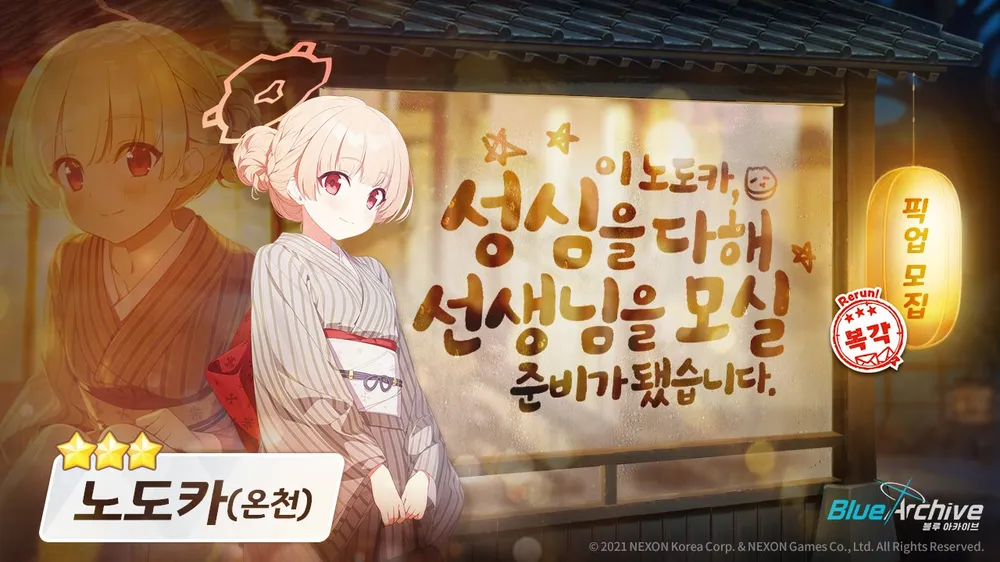 이 노도카,
성심을 다해
선생님을 모실
준비가 됐습니다.
픽업 모집
Rerun!
복각
노도카(온천)
Blue Archive
블루 아카이브
© 2021 NEXON Korea Corp. & NEXON Games Co., Ltd. All Rights Reserved.